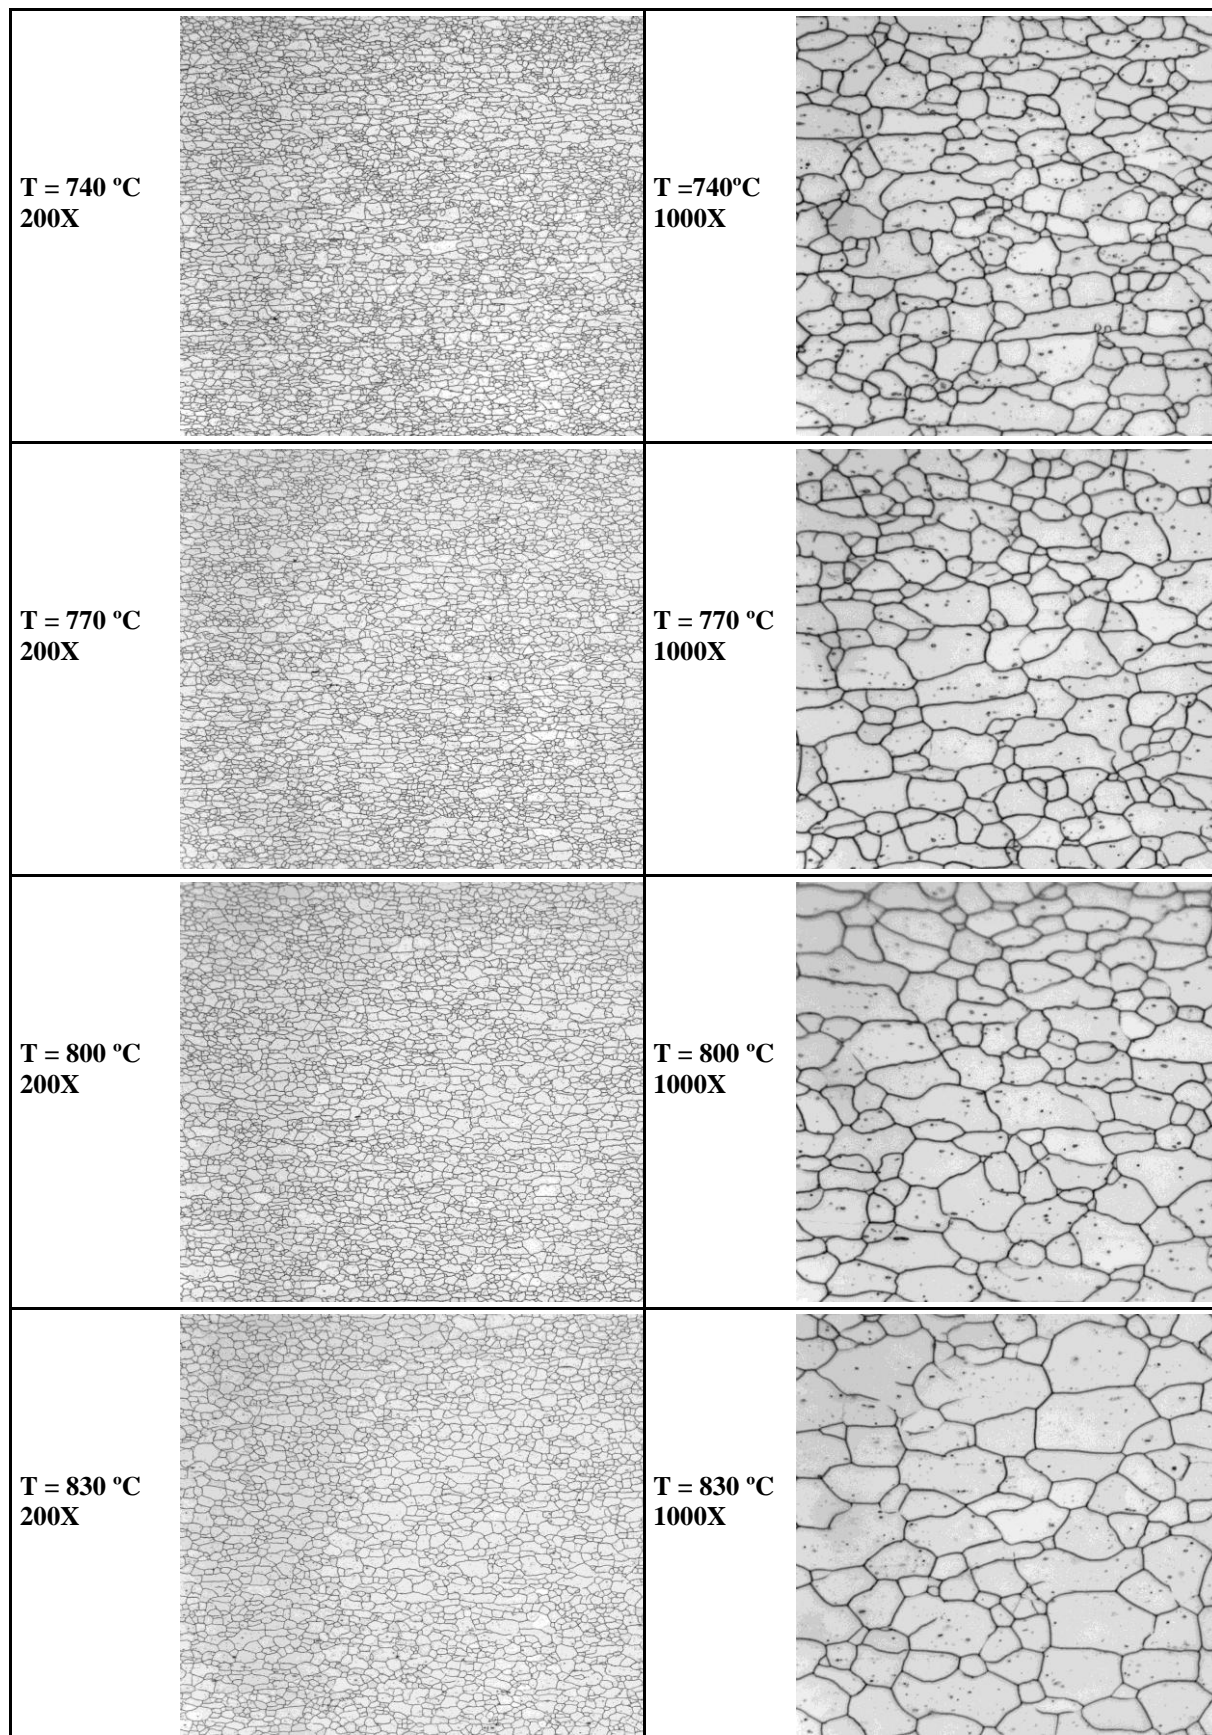 T = 740 ºC
200X
T =740ºC
1000X
T = 770 ºC
200X
T = 770 ºC
1000X
T = 800 ºC
200X
T = 800 ºC
1000X
T = 830 ºC
200X
T = 830 ºC
1000X